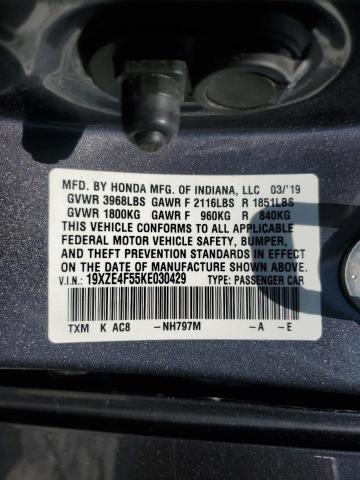 MFD. BY HONDA MFG. OF INDIANA, LLC 03/'19
GVWR 3968LBS GAWR F 2116LBS R 1851LBS
GVWR 1800KG GAWR F 960KG R 840KG
THIS VEHICLE CONFORMS TO ALL APPLICABLE
FEDERAL MOTOR VEHICLE SAFETY, BUMPER,
AND THEFT PREVENTION STANDARDS IN EFFECT
ON THE DATE OF MANUFACTURE SHOWN ABOVE.
V.I.N.: 19XZE4F55KE030429 TYPE: PASSENGER CAR
TXM K AC8 -NH797M -A -E